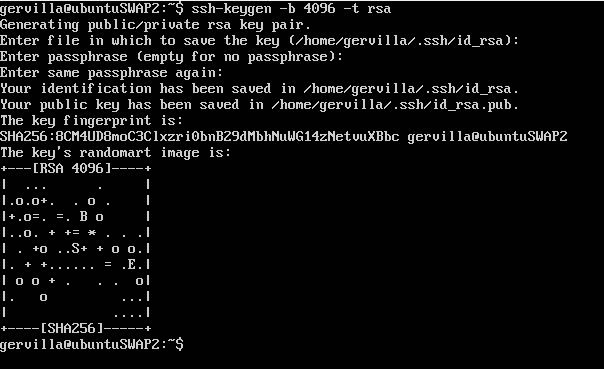 gervilla@ubuntuSWAP2:~$ ssh-keygen -b 4096 -t rsa
Generating public/private rsa key pair.
Enter file in which to save the key (/home/gervilla/.ssh/id_rsa):
Enter passphrase (empty for no passphrase):
Enter same passphrase again:
Your identification has been saved in /home/gervilla/.ssh/id_rsa.
Your public key has been saved in /home/gervilla/.ssh/id_rsa.pub.
The key fingerprint is:
SHA256:8CM4UD8moC3Clxzri0bnB29dMbhNuWG14zNetvuXBbc gervilla@ubuntuSWAP2
The key's randomart image is:
+---[RSA 4096]----+
|  ...      .     |
|.o.o+.  . o .    |
|+.o=. =. B o     |
|..o. + += * . . .|
| . +o ..S+ + o o.|
|. + +...... = .E.|
| o o + .   . .  o|
|.   o         ...|
|             ....|
+----[SHA256]-----+
gervilla@ubuntuSWAP2:~$